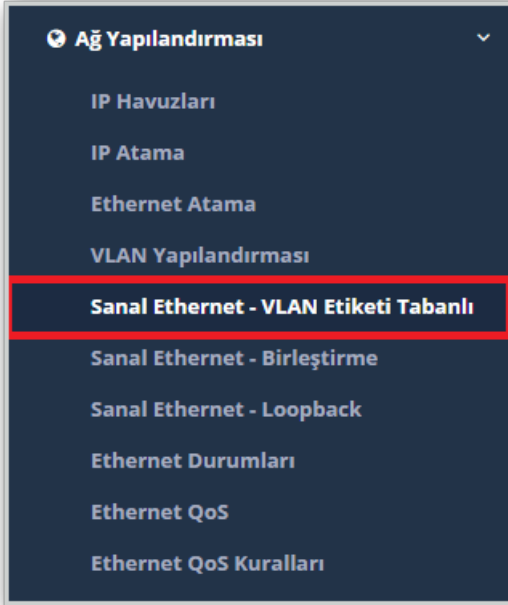 Ağ Yapılandırması
IP Havuzları
IP Atama
Ethernet Atama
VLAN Yapılandırması
Sanal Ethernet - VLAN Etiketi Tabanlı
Sanal Ethernet - Birleştirme
Sanal Ethernet - Loopback
Ethernet Durumları
Ethernet QoS
Ethernet QoS Kuralları